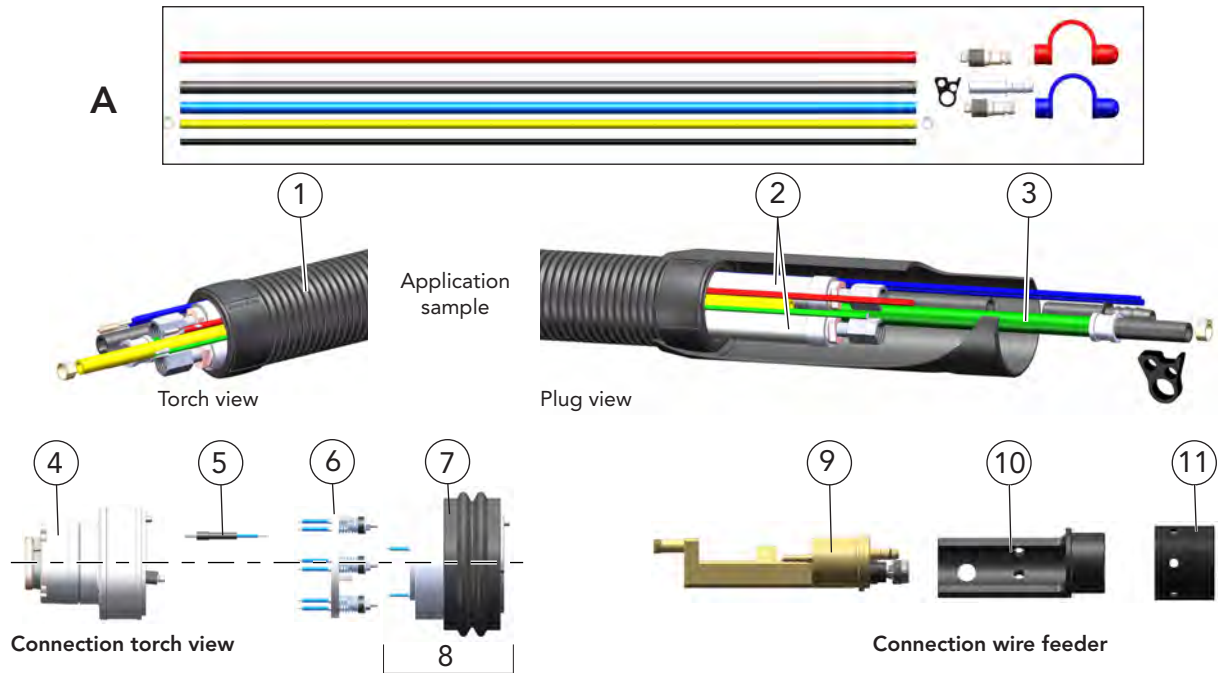 A
1
2
3
Application
sample
Torch view
Plug view
4
5
6
7
9
10
11
8
Connection torch view
Connection wire feeder